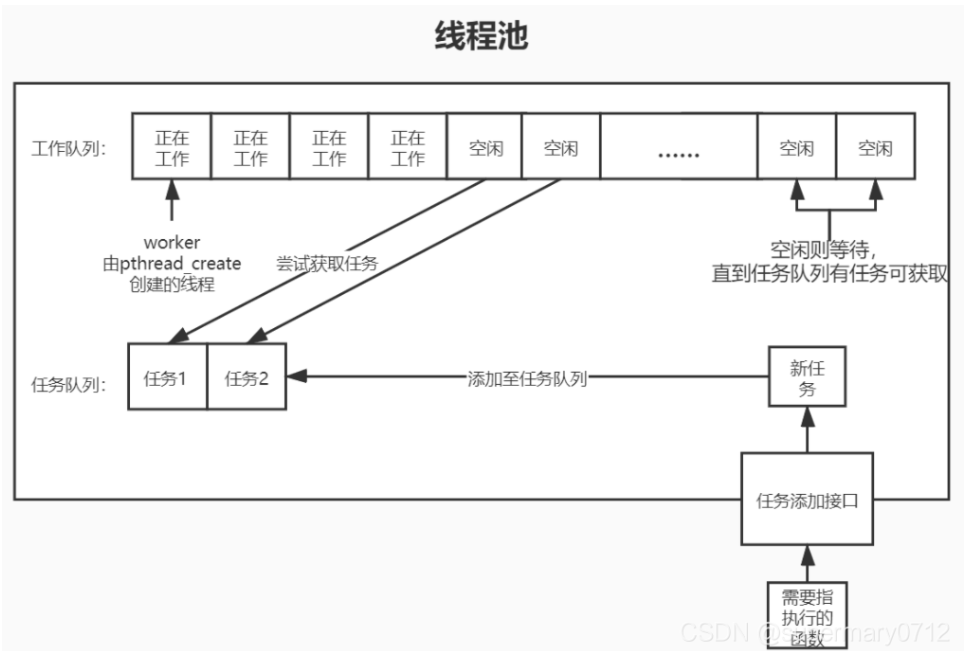 线程池
工作队列：
正在
工作
正在
工作
正在
工作
正在
工作
空闲
空闲
……
空闲
空闲
worker
由pthread_create
创建的线程
尝试获取任务
空闲则等待，
直到任务队列有任务可获取
任务队列：
任务1
任务2
添加至任务队列
新任
务
任务添加接口
需要指
执行的
函数